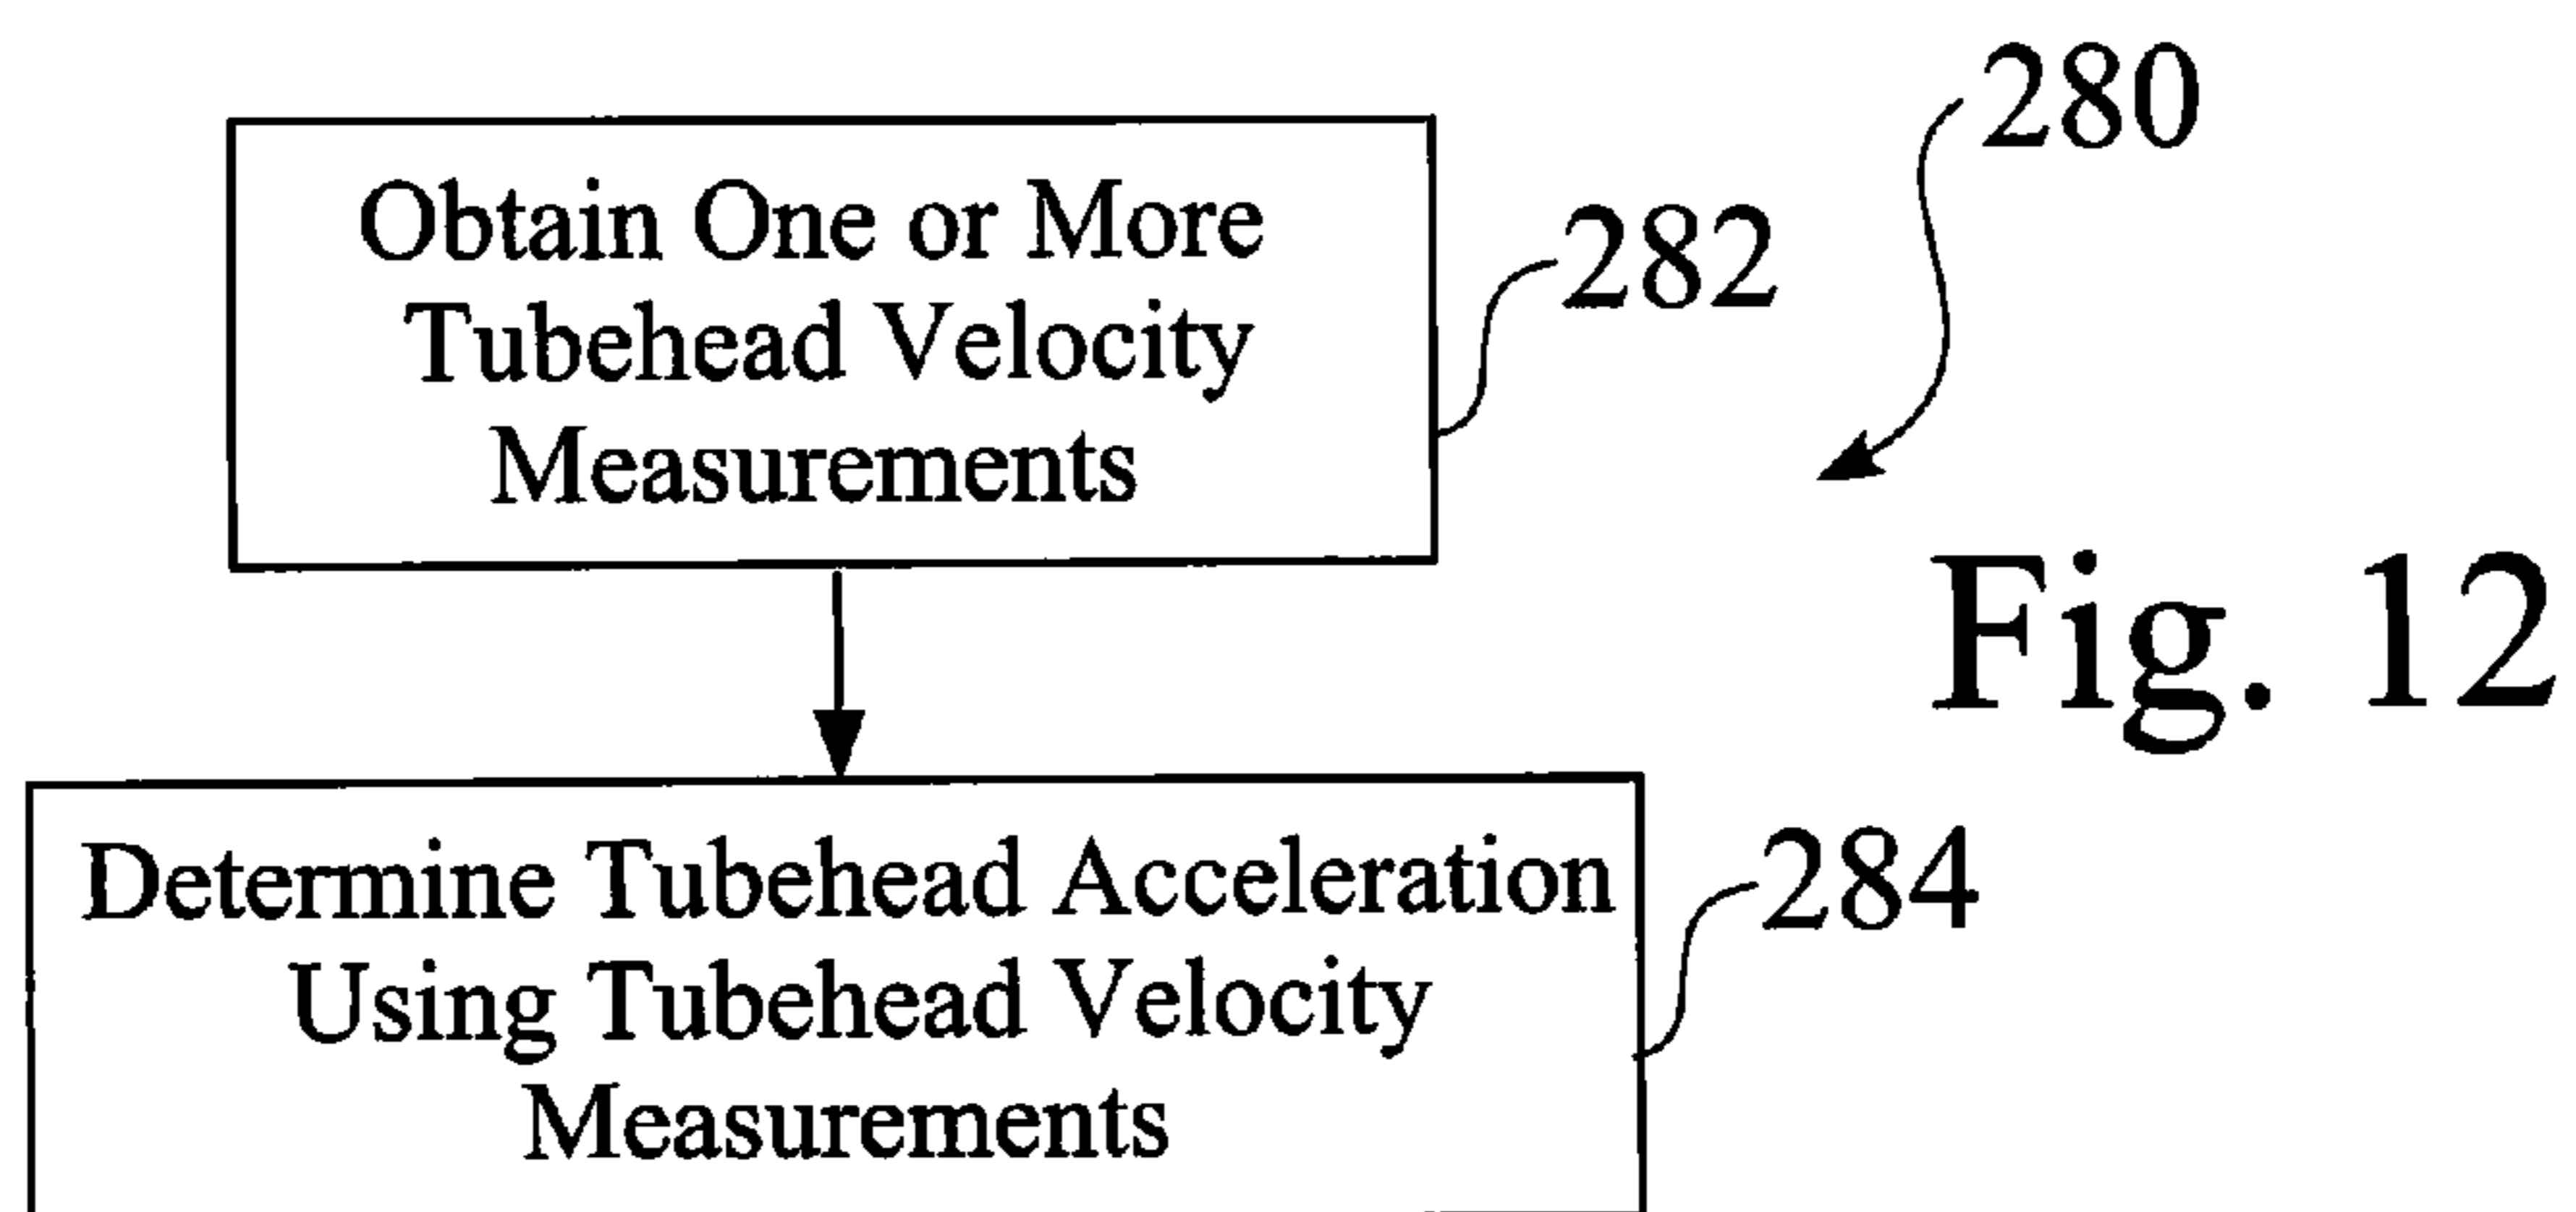 280
Obtain One or More
Tubehead Velocity
Measurements
282
Fig. 12
Determine Tubehead Acceleration
Using Tubehead Velocity
Measurements
284